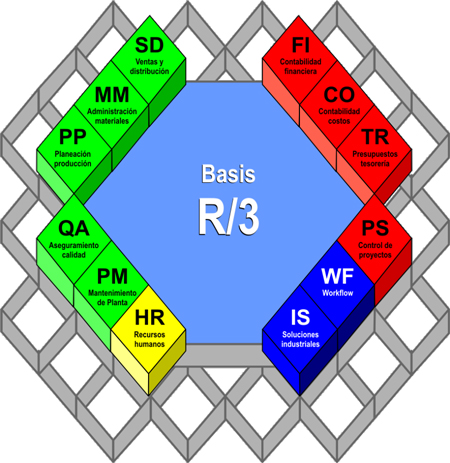 SD
Ventas y
distribución
MM
Administración
materiales
PP
Planeación
producción
FI
Contabilidad
financiera
CO
Contabilidad
costos
TR
Presupuestos
tesorería
Basis
R/3
QA
Aseguramiento
calidad
PM
Mantenimiento
de Planta
HR
Recursos
humanos
PS
Control de
proyectos
WF
Workflow
IS
Soluciones
industriales